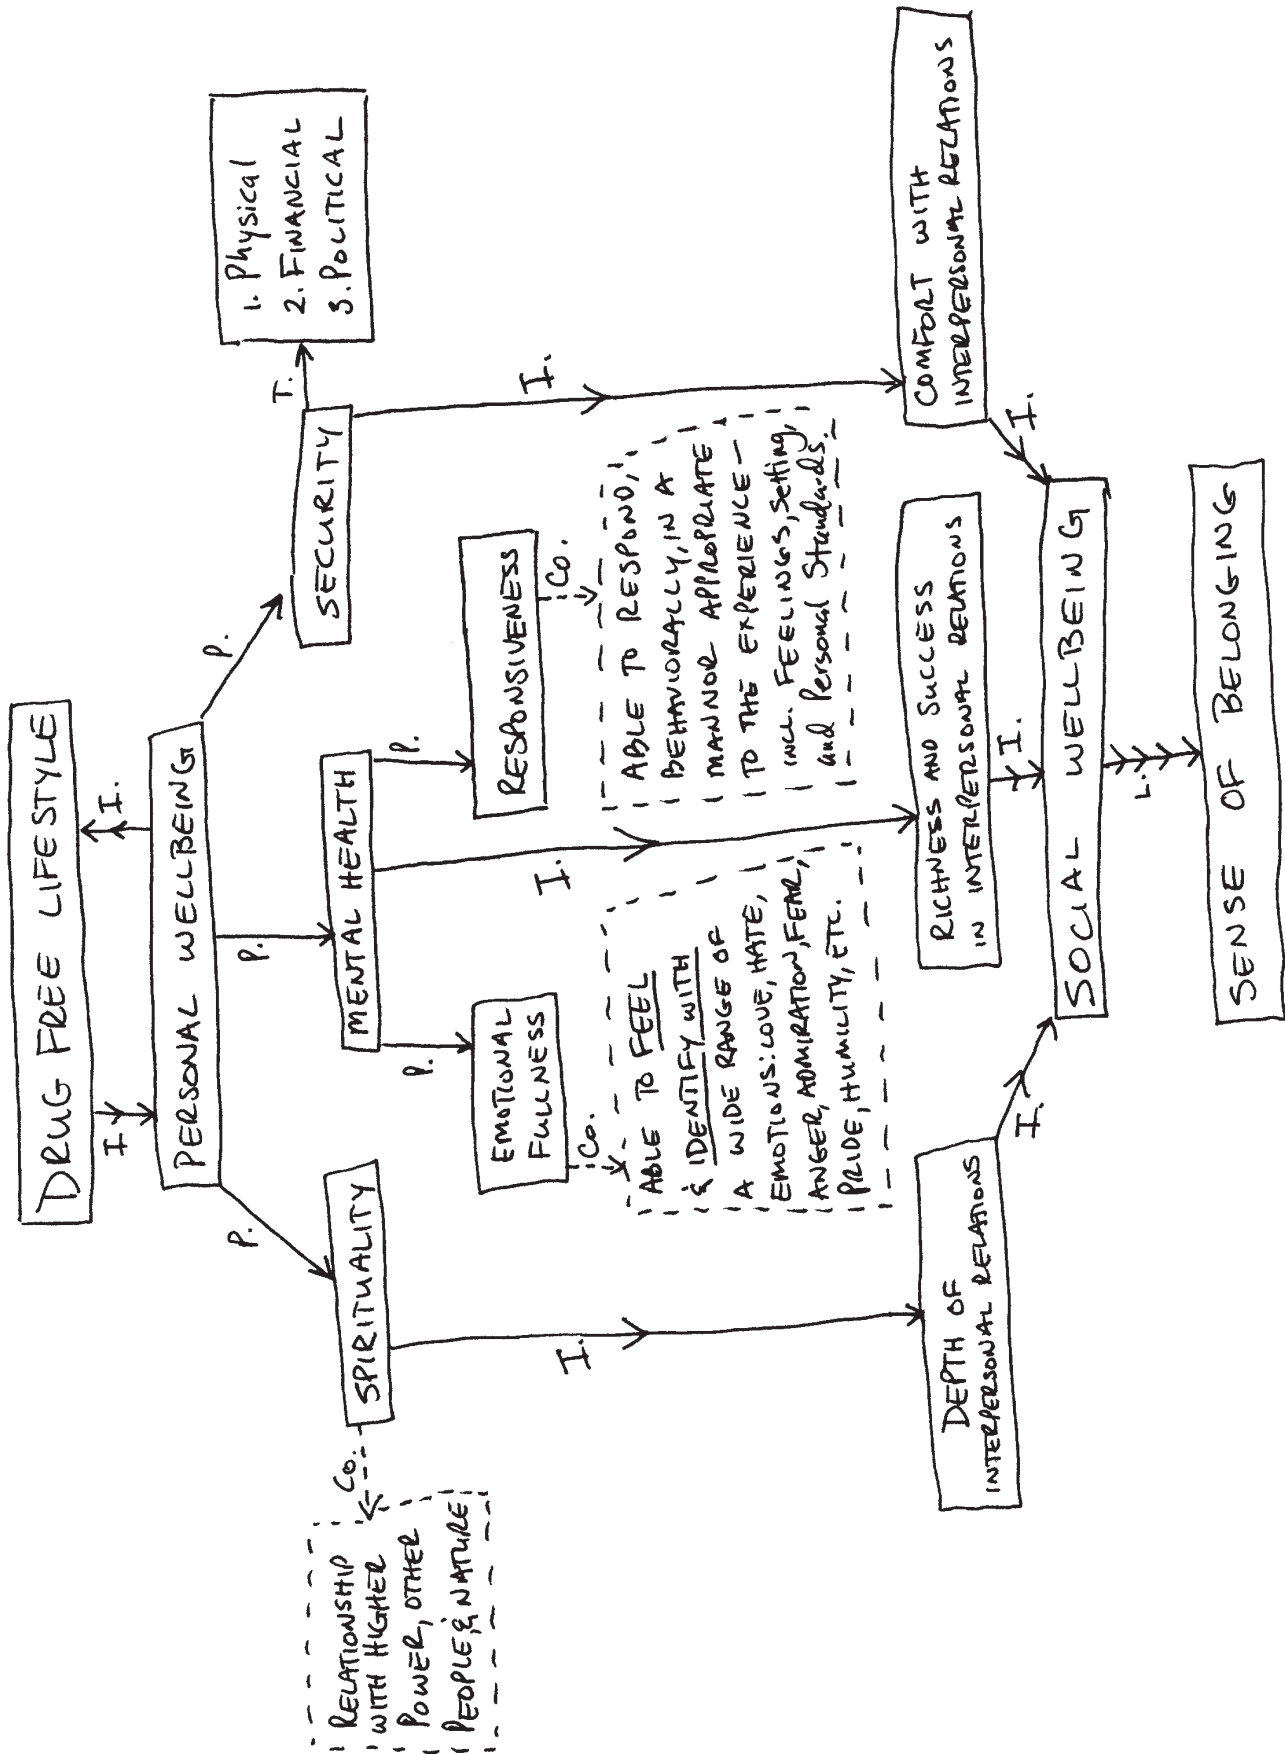 DRUG FREE LIFESTYLE
I
I.
PERSONAL WELLBEING
P.
P.
P.
SPIRITUALITY
MENTAL HEALTH
SECURITY
T.
1. Physical
2. FINANCIAL
3. POLITICAL
Co.
RELATIONSHIP
WITH HIGHER
POWER, OTHER
PEOPLE, & NATURE
P.
P.
EMOTIONAL
FULLNESS
RESPONSIVENESS
Co.
Co.
I.
I.
I.
ABLE TO FEEL
& IDENTIFY WITH
A WIDE RANGE OF
EMOTIONS: LOVE, HATE,
ANGER, ADMIRATION, FEAR,
PRIDE, HUMILITY, ETC.
ABLE TO RESPOND,
BEHAVIORALLY, IN A
MANNOR APPROPRIATE
TO THE EXPERIENCE –
INCL. FEELINGS, Setting,
and Personal Standards.
DEPTH OF
INTERPERSONAL RELATIONS
RICHNESS AND SUCCESS
IN INTERPERSONAL RELATIONS
COMFORT WITH
INTERPERSONAL RELATIONS
I.
I.
I.
SOCIAL WELLBEING
L.
SENSE OF BELONGING